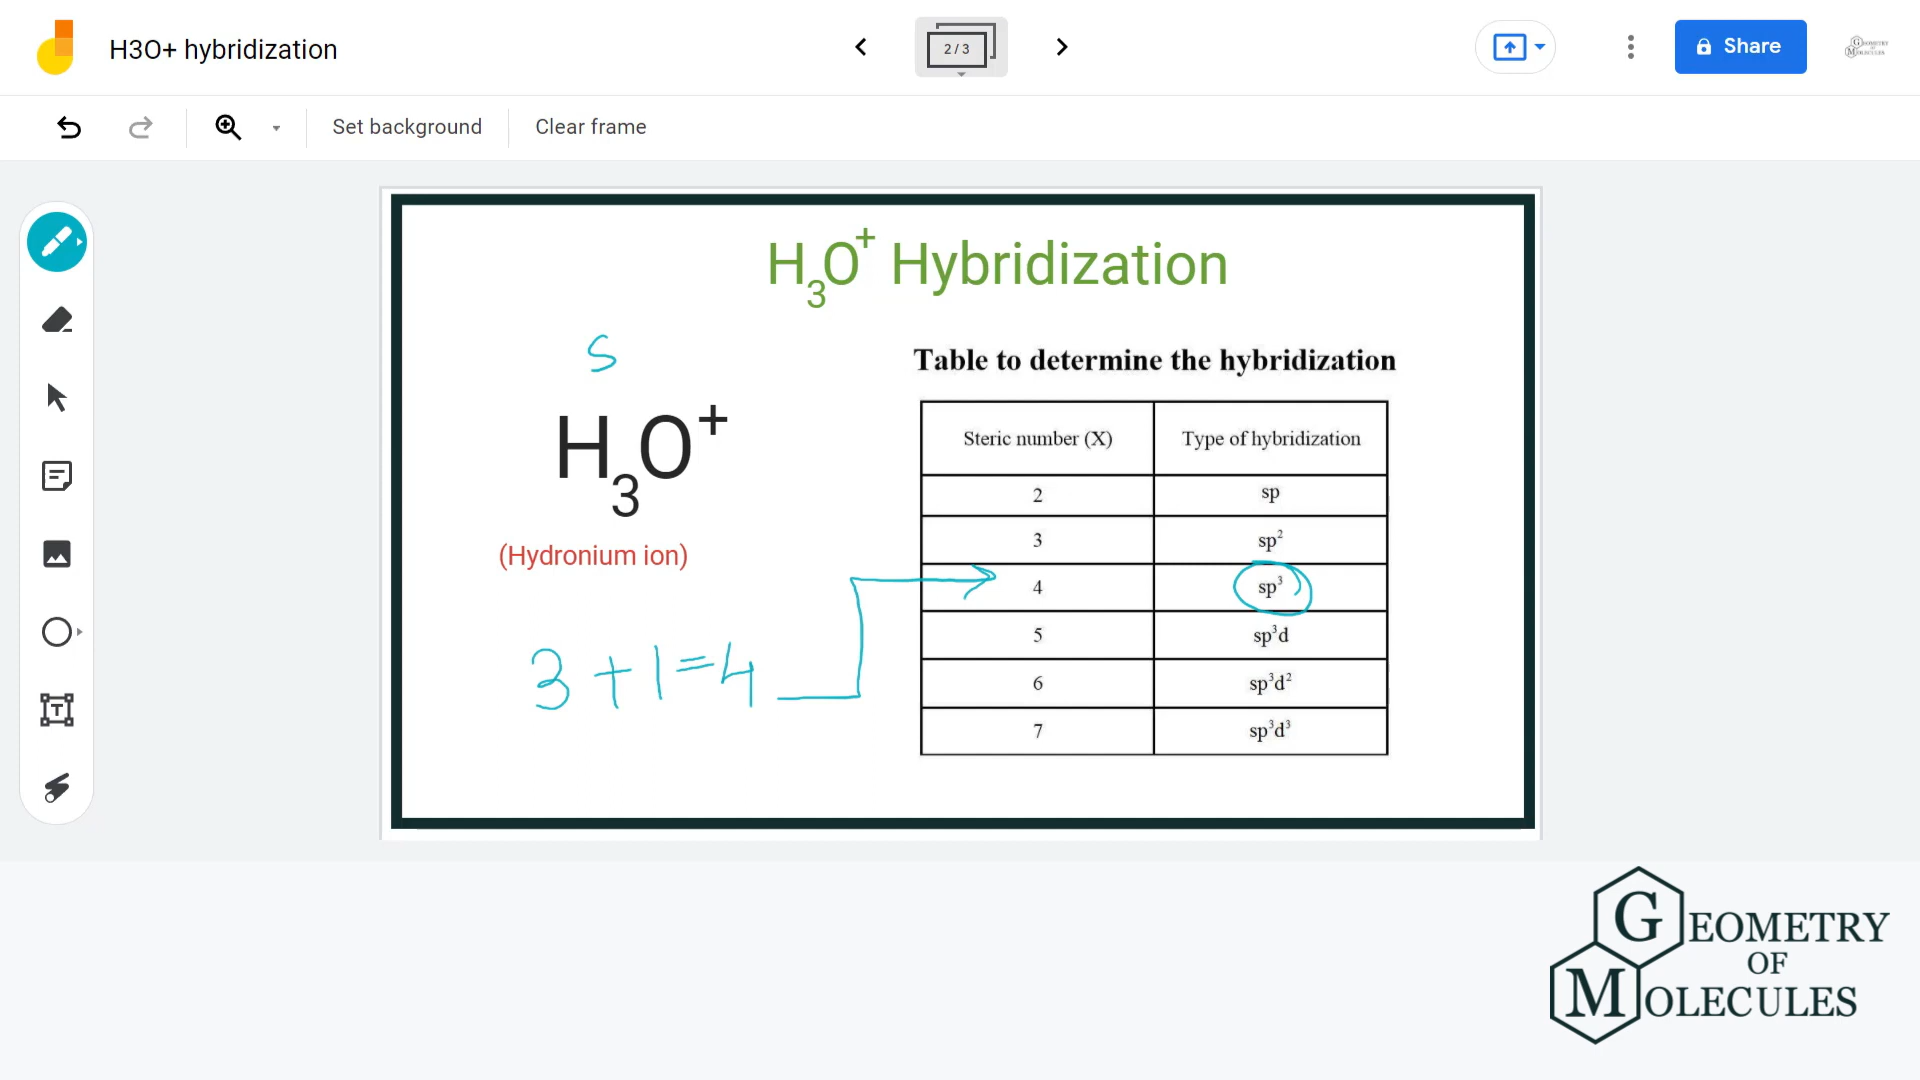 H3O+ hybridization
2 / 3
Share
Set background
Clear frame
H₃O⁺ Hybridization
S
H₃O⁺
(Hydronium ion)
3 + 1 = 4
Table to determine the hybridization
Steric number (X) Type of hybridization
2 sp
3 sp²
4 sp³
5 sp³d
6 sp³d²
7 sp³d³
GEOMETRY
OF
MOLECULES